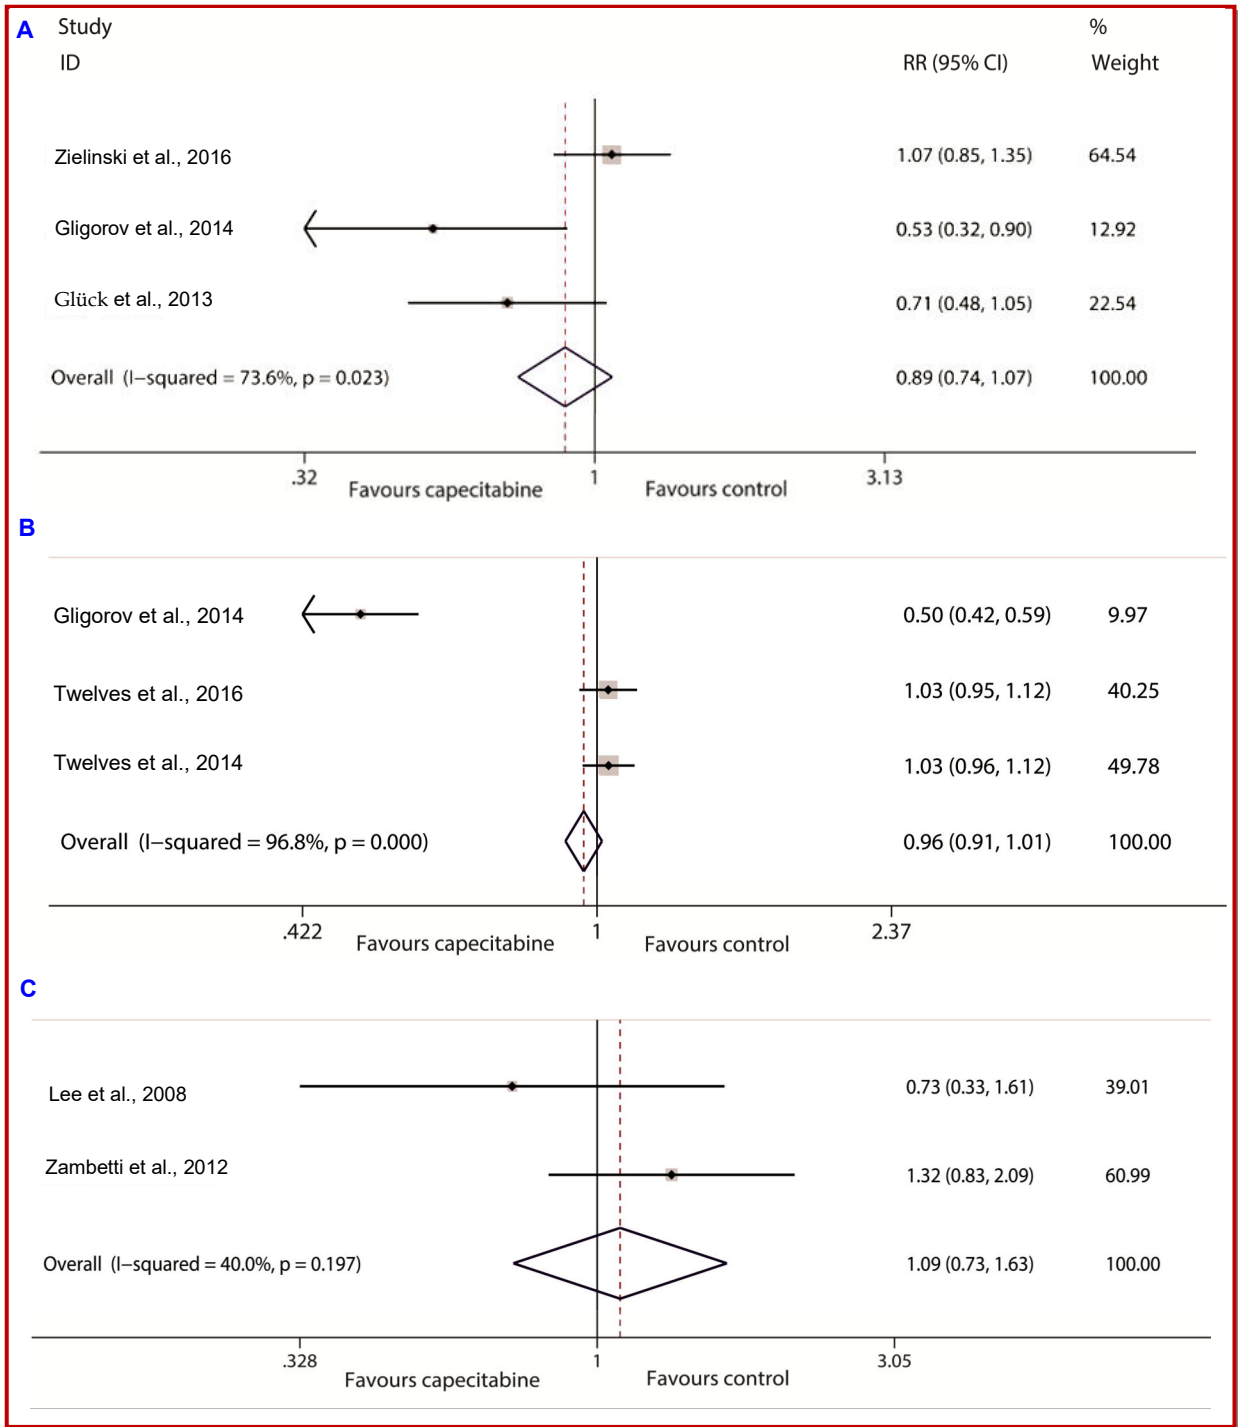 A Study %
ID RR (95% CI) Weight
Zielinski et al., 2016 1.07 (0.85, 1.35) 64.54
Gligorov et al., 2014 0.53 (0.32, 0.90) 12.92
Glück et al., 2013 0.71 (0.48, 1.05) 22.54
Overall (I−squared = 73.6%, p = 0.023) 0.89 (0.74, 1.07) 100.00
.32 1 3.13
Favours capecitabine Favours control
B
Gligorov et al., 2014 0.50 (0.42, 0.59) 9.97
Twelves et al., 2016 1.03 (0.95, 1.12) 40.25
Twelves et al., 2014 1.03 (0.96, 1.12) 49.78
Overall (I−squared = 96.8%, p = 0.000) 0.96 (0.91, 1.01) 100.00
.422 1 2.37
Favours capecitabine Favours control
C
Lee et al., 2008 0.73 (0.33, 1.61) 39.01
Zambetti et al., 2012 1.32 (0.83, 2.09) 60.99
Overall (I−squared = 40.0%, p = 0.197) 1.09 (0.73, 1.63) 100.00
.328 1 3.05
Favours capecitabine Favours control